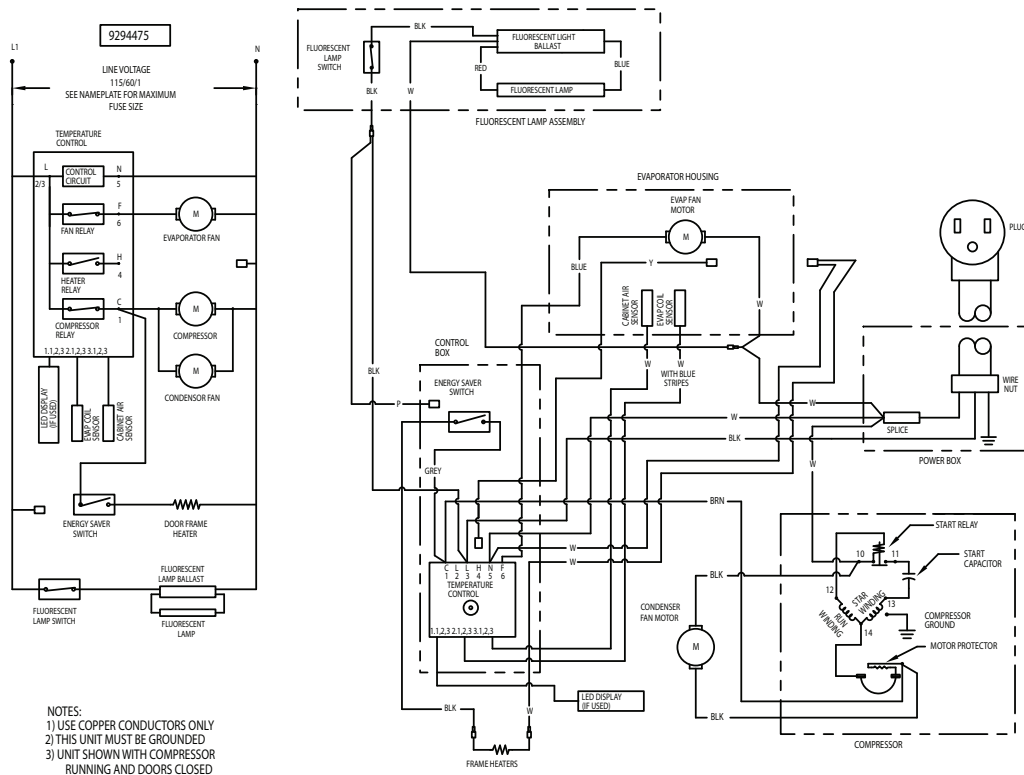 9294475
L1
N
LINE VOLTAGE
115/60/1
SEE NAMEPLATE FOR MAXIMUM
FUSE SIZE
TEMPERATURE
CONTROL
L
2/3
CONTROL
CIRCUIT
N
5
F
6
FAN RELAY
M
EVAPORATOR FAN
H
4
HEATER
RELAY
C
1
COMPRESSOR
RELAY
M
COMPRESSOR
M
CONDENSOR FAN
1.1,2,3 2.1,2,3 3.1,2,3
LED DISPLAY
(IF USED)
EVAP COIL
SENSOR
CABINET AIR
SENSOR
ENERGY SAVER
SWITCH
DOOR FRAME
HEATER
FLUORESCENT
LAMP SWITCH
FLUORESCENT
LAMP BALLAST
FLUORESCENT
LAMP
NOTES:
1) USE COPPER CONDUCTORS ONLY
2) THIS UNIT MUST BE GROUNDED
3) UNIT SHOWN WITH COMPRESSOR
RUNNING AND DOORS CLOSED
FLUORESCENT
LAMP
SWITCH
BLK
BLK
W
RED
BLUE
FLUORESCENT LIGHT
BALLAST
FLUORESCENT LAMP
FLUORESCENT LAMP ASSEMBLY
EVAPORATOR HOUSING
EVAP FAN
MOTOR
M
BLUE
Y
W
CABINET AIR
SENSOR
EVAP COIL
SENSOR
W
W
WITH BLUE
STRIPES
CONTROL
BOX
ENERGY SAVER
SWITCH
BLK
P
GREY
W
BLK
W
W
BRN
W
W
C L L H N F
1 2 3 4 5 6
TEMPERATURE
CONTROL
1.1,2,3 2.1,2,3 3.1,2,3
LED DISPLAY
(IF USED)
BLK
W
FRAME HEATERS
PLUG
WIRE
NUT
SPLICE
POWER BOX
CONDENSER
FAN MOTOR
M
BLK
BLK
START RELAY
10
11
START
CAPACITOR
12
13
14
STAR WINDING
RUN
WINDING
COMPRESSOR
GROUND
MOTOR PROTECTOR
COMPRESSOR